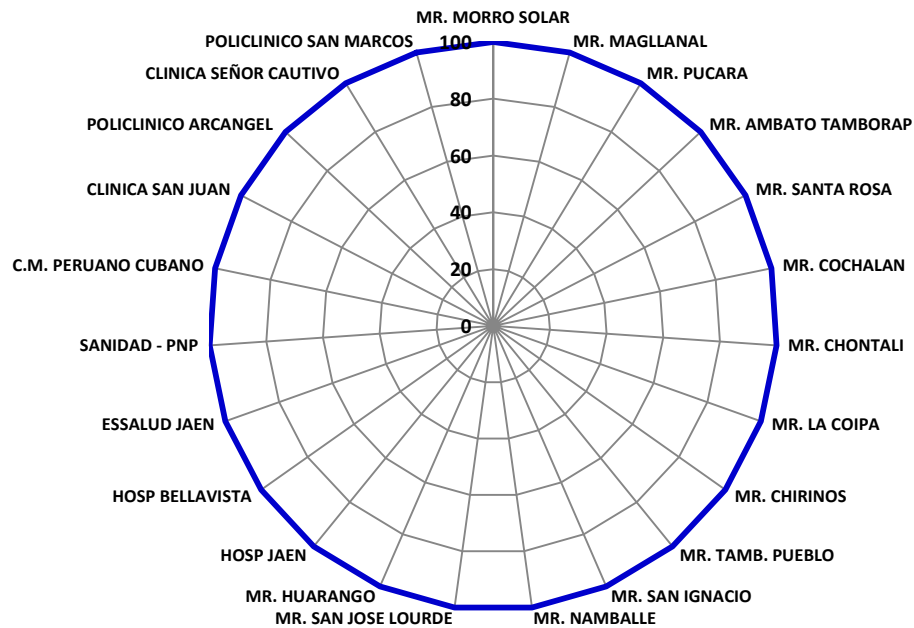 MR. MORRO SOLAR
MR. MAGLLANAL
MR. PUCARA
MR. AMBATO TAMBORAP
MR. SANTA ROSA
MR. COCHALAN
MR. CHONTALI
MR. LA COIPA
MR. CHIRINOS
MR. TAMB. PUEBLO
MR. SAN IGNACIO
MR. NAMBALLE
MR. SAN JOSE LOURDE
MR. HUARANGO
HOSP JAEN
HOSP BELLAVISTA
ESSALUD JAEN
SANIDAD - PNP
C.M. PERUANO CUBANO
CLINICA SAN JUAN
POLICLINICO ARCANGEL
CLINICA SEÑOR CAUTIVO
POLICLINICO SAN MARCOS
100
80
60
40
20
0